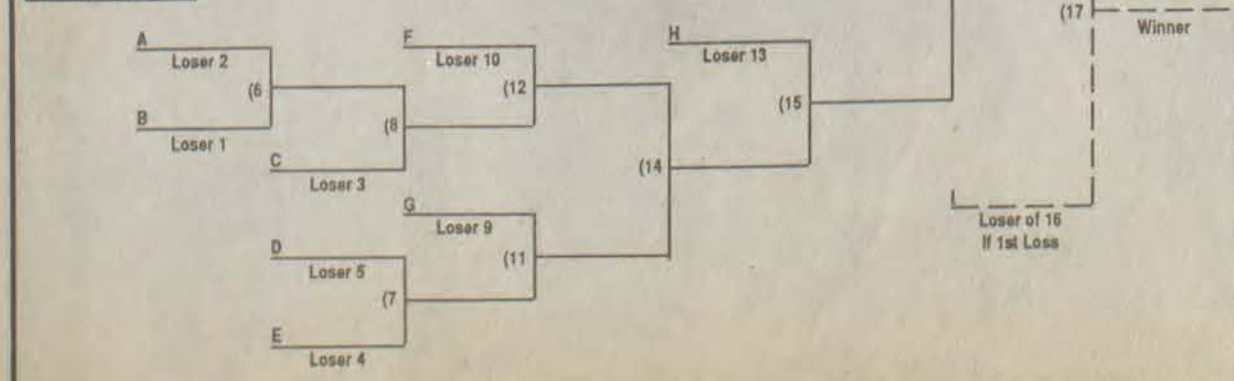 (17
Winner
A
Loser 2
F
Loser 10
H
Loser 13
(6
(12
(15
B
Loser 1
(8
C
Loser 3
(14
G
Loser 9
Loser of 16
If 1st Loss
D
Loser 5
(11
(7
E
Loser 4